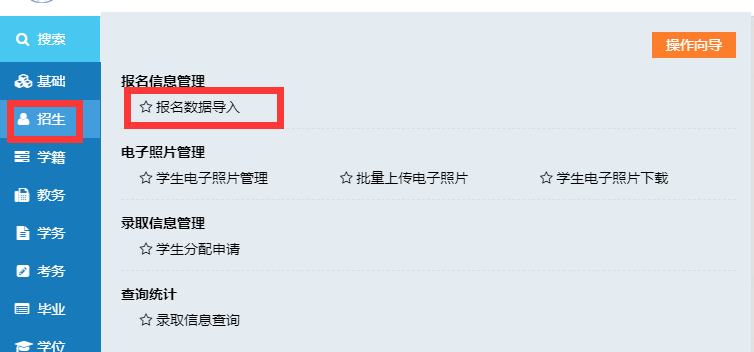 搜索
基础
招生
学籍
教务
学务
考务
毕业
学位
操作向导
报名信息管理
☆ 报名数据导入
电子照片管理
☆ 学生电子照片管理 ☆ 批量上传电子照片 ☆ 学生电子照片下载
录取信息管理
☆ 学生分配申请
查询统计
☆ 录取信息查询